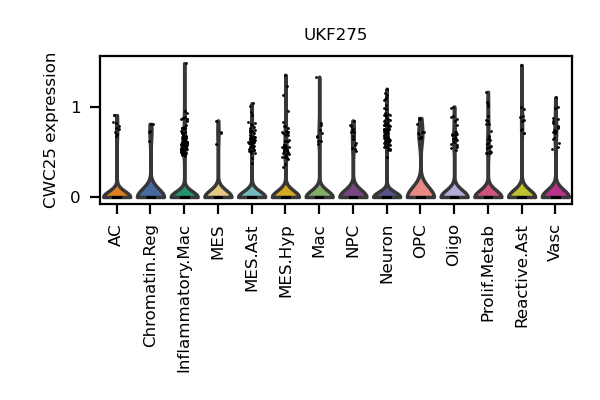 UKF275
CWC25 expression
1
0
AC
Chromatin.Reg
Inflammatory.Mac
MES
MES.Ast
MES.Hyp
Mac
NPC
Neuron
OPC
Oligo
Prolif.Metab
Reactive.Ast
Vasc